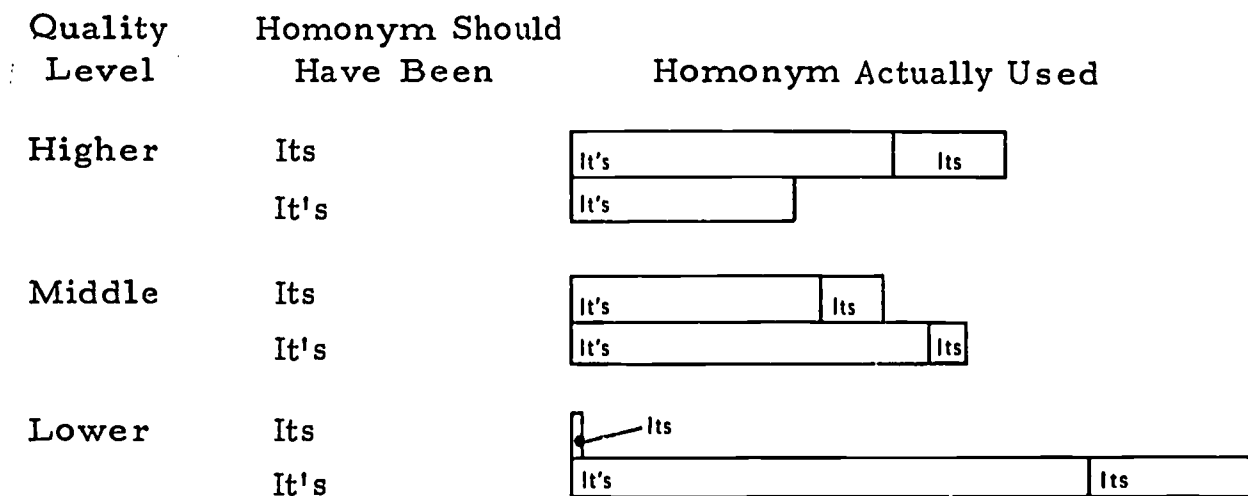 Quality Homonym Should
Level Have Been Homonym Actually Used
Higher Its It's Its
It's It's
Middle Its It's Its
It's It's Its
Lower Its Its
It's It's Its